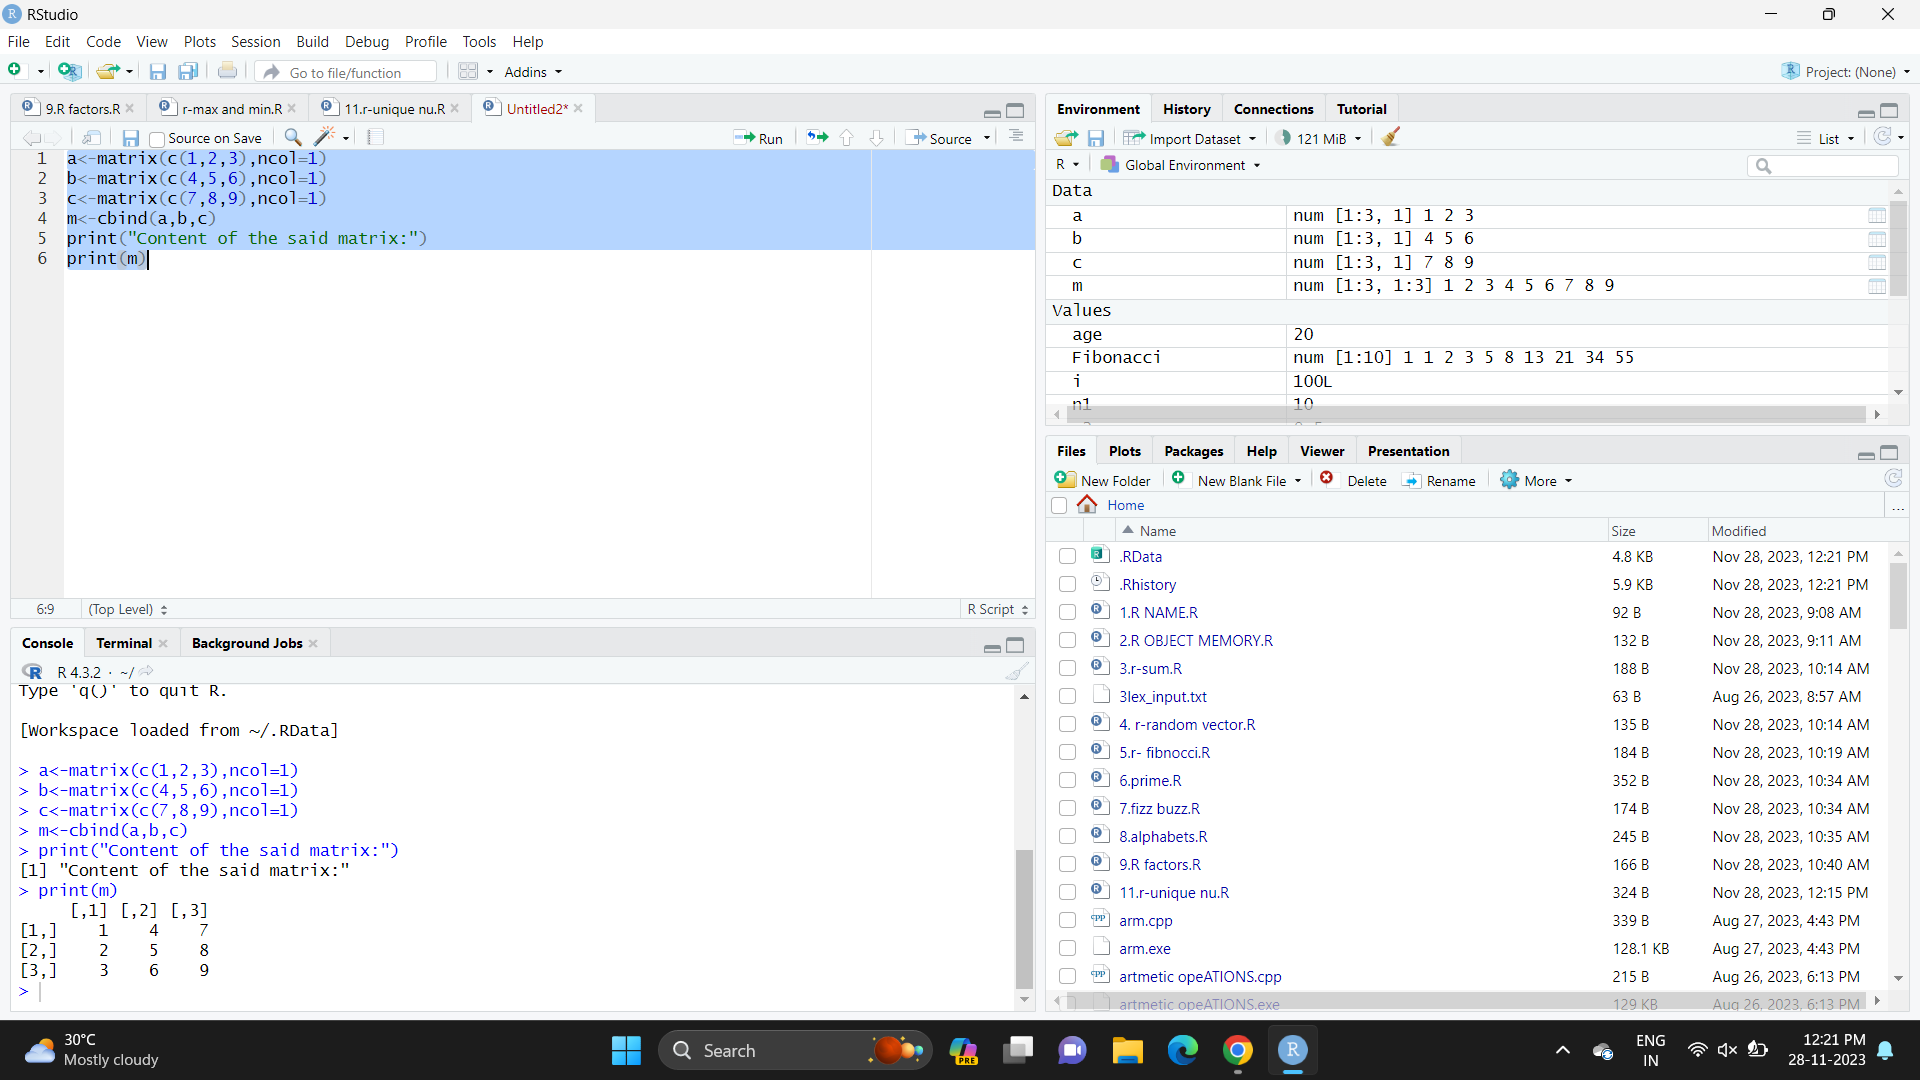 RStudio
File Edit Code View Plots Session Build Debug Profile Tools Help
Go to file/function Addins Project: (None)
9.R factors.R r-max and min.R 11.r-unique nu.R Untitled2*
Source on Save Run Source
1 a<-matrix(c(1,2,3),ncol=1)
2 b<-matrix(c(4,5,6),ncol=1)
3 c<-matrix(c(7,8,9),ncol=1)
4 m<-cbind(a,b,c)
5 print("Content of the said matrix:")
6 print(m)
6:9 (Top Level) R Script
Console Terminal Background Jobs
R 4.3.2 · ~/
Type 'q()' to quit R.
[Workspace loaded from ~/.RData]
> a<-matrix(c(1,2,3),ncol=1)
> b<-matrix(c(4,5,6),ncol=1)
> c<-matrix(c(7,8,9),ncol=1)
> m<-cbind(a,b,c)
> print("Content of the said matrix:")
[1] "Content of the said matrix:"
> print(m)
[,1] [,2] [,3]
[1,] 1 4 7
[2,] 2 5 8
[3,] 3 6 9
>
Environment History Connections Tutorial
Import Dataset 121 MiB List
R Global Environment
Data
a num [1:3, 1] 1 2 3
b num [1:3, 1] 4 5 6
c num [1:3, 1] 7 8 9
m num [1:3, 1:3] 1 2 3 4 5 6 7 8 9
Values
age 20
Fibonacci num [1:10] 1 1 2 3 5 8 13 21 34 55
i 100L
n1 10
Files Plots Packages Help Viewer Presentation
New Folder New Blank File Delete Rename More
Home ...
Name Size Modified
.RData 4.8 KB Nov 28, 2023, 12:21 PM
.Rhistory 5.9 KB Nov 28, 2023, 12:21 PM
1.R NAME.R 92 B Nov 28, 2023, 9:08 AM
2.R OBJECT MEMORY.R 132 B Nov 28, 2023, 9:11 AM
3.r-sum.R 188 B Nov 28, 2023, 10:14 AM
3lex_input.txt 63 B Aug 26, 2023, 8:57 AM
4. r-random vector.R 135 B Nov 28, 2023, 10:14 AM
5.r- fibnocci.R 184 B Nov 28, 2023, 10:19 AM
6.prime.R 352 B Nov 28, 2023, 10:34 AM
7.fizz buzz.R 174 B Nov 28, 2023, 10:34 AM
8.alphabets.R 245 B Nov 28, 2023, 10:35 AM
9.R factors.R 166 B Nov 28, 2023, 10:40 AM
11.r-unique nu.R 324 B Nov 28, 2023, 12:15 PM
arm.cpp 339 B Aug 27, 2023, 4:43 PM
arm.exe 128.1 KB Aug 27, 2023, 4:43 PM
artmetic opeATIONS.cpp 215 B Aug 26, 2023, 6:13 PM
artmetic opeATIONS.exe 129 KB Aug 26, 2023, 6:13 PM
30°C
Mostly cloudy
Search
PRE
ENG
IN
12:21 PM
28-11-2023